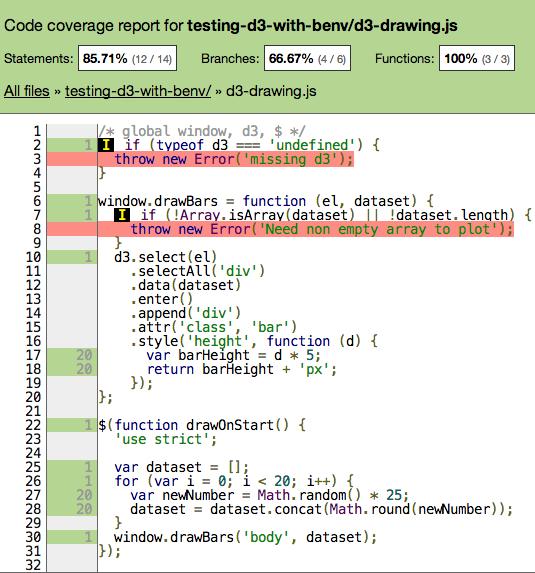 Code coverage report for testing-d3-with-benv/d3-drawing.js
Statements: 85.71% (12 / 14) Branches: 66.67% (4 / 6) Functions: 100% (3 / 3)
All files » testing-d3-with-benv/ » d3-drawing.js
1 /* global window, d3, $ */
2 1 I if (typeof d3 === 'undefined') {
3 throw new Error('missing d3');
4 }
5
6 1 window.drawBars = function (el, dataset) {
7 1 I if (!Array.isArray(dataset) || !dataset.length) {
8 throw new Error('Need non empty array to plot');
9 }
10 1 d3.select(el)
11 .selectAll('div')
12 .data(dataset)
13 .enter()
14 .append('div')
15 .attr('class', 'bar')
16 .style('height', function (d) {
17 20 var barHeight = d * 5;
18 20 return barHeight + 'px';
19 });
20 };
21
22 1 $(function drawOnStart() {
23 'use strict';
24
25 1 var dataset = [];
26 1 for (var i = 0; i < 20; i++) {
27 20 var newNumber = Math.random() * 25;
28 20 dataset = dataset.concat(Math.round(newNumber));
29 }
30 1 window.drawBars('body', dataset);
31 });
32